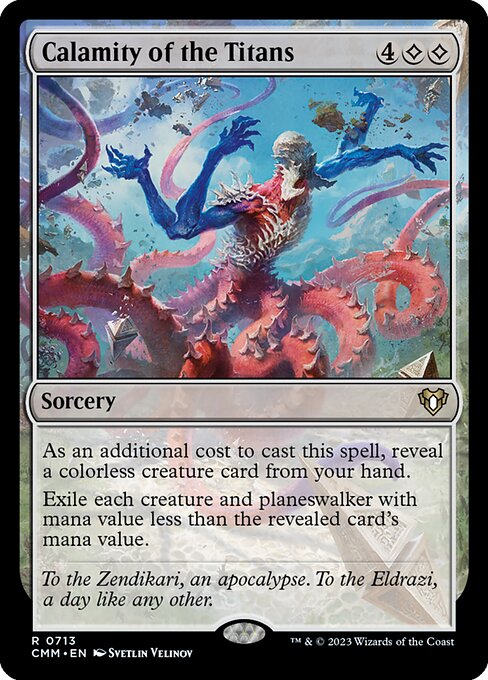 Calamity of the Titans 4
Sorcery
As an additional cost to cast this spell, reveal
a colorless creature card from your hand.
Exile each creature and planeswalker with
mana value less than the revealed card's
mana value.
To the Zendikari, an apocalypse. To the Eldrazi,
a day like any other.
R 0713
™ & © 2023 Wizards of the Coast
CMM • EN Svetlin Velinov